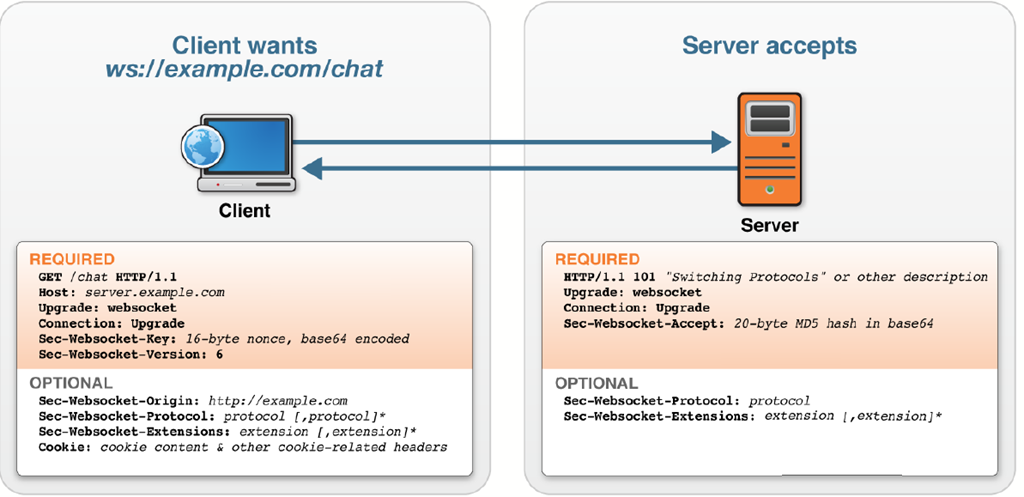 Client wants
ws://example.com/chat
Client
REQUIRED
GET /chat HTTP/1.1
Host: server.example.com
Upgrade: websocket
Connection: Upgrade
Sec-Websocket-Key: 16-byte nonce, base64 encoded
Sec-Websocket-Version: 6
OPTIONAL
Sec-Websocket-Origin: http://example.com
Sec-Websocket-Protocol: protocol [,protocol]*
Sec-Websocket-Extensions: extension [,extension]*
Cookie: cookie content & other cookie-related headers
Server accepts
Server
REQUIRED
HTTP/1.1 101 "Switching Protocols" or other description
Upgrade: websocket
Connection: Upgrade
Sec-Websocket-Accept: 20-byte MD5 hash in base64
OPTIONAL
Sec-Websocket-Protocol: protocol
Sec-Websocket-Extensions: extension [,extension]*